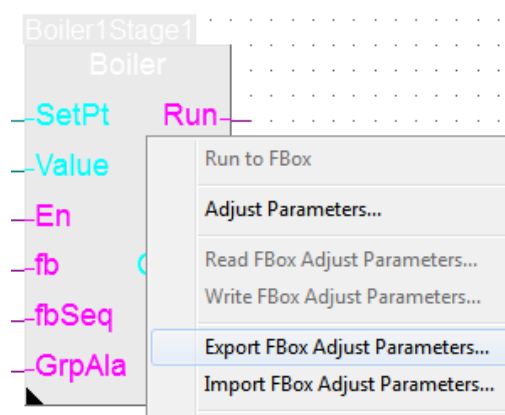 Boiler1Stage1
Boiler
SetPt Run
Value
En
fb
fbSeq
GrpAla
Run to FBox
Adjust Parameters...
Read FBox Adjust Parameters...
Write FBox Adjust Parameters...
Export FBox Adjust Parameters...
Import FBox Adjust Parameters...